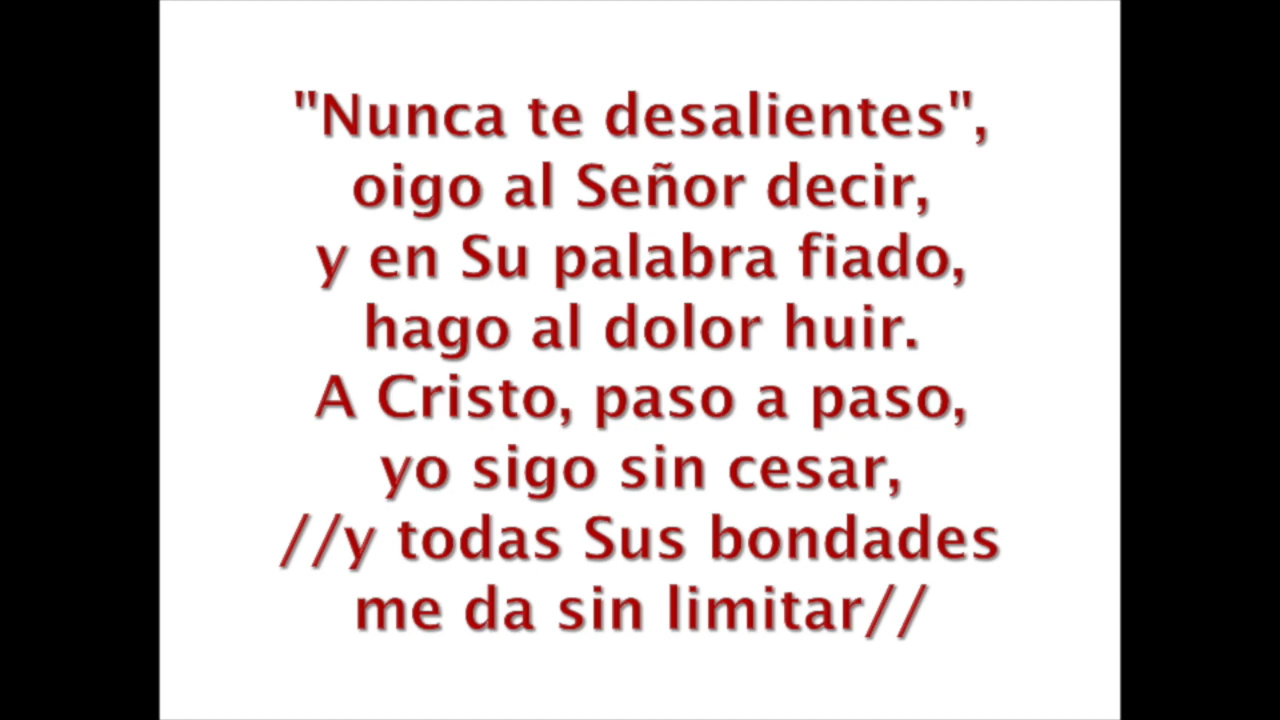 "Nunca te desalientes",
oigo al Señor decir,
y en Su palabra fiado,
hago al dolor huir.
A Cristo, paso a paso,
yo sigo sin cesar,
//y todas Sus bondades
me da sin limitar//